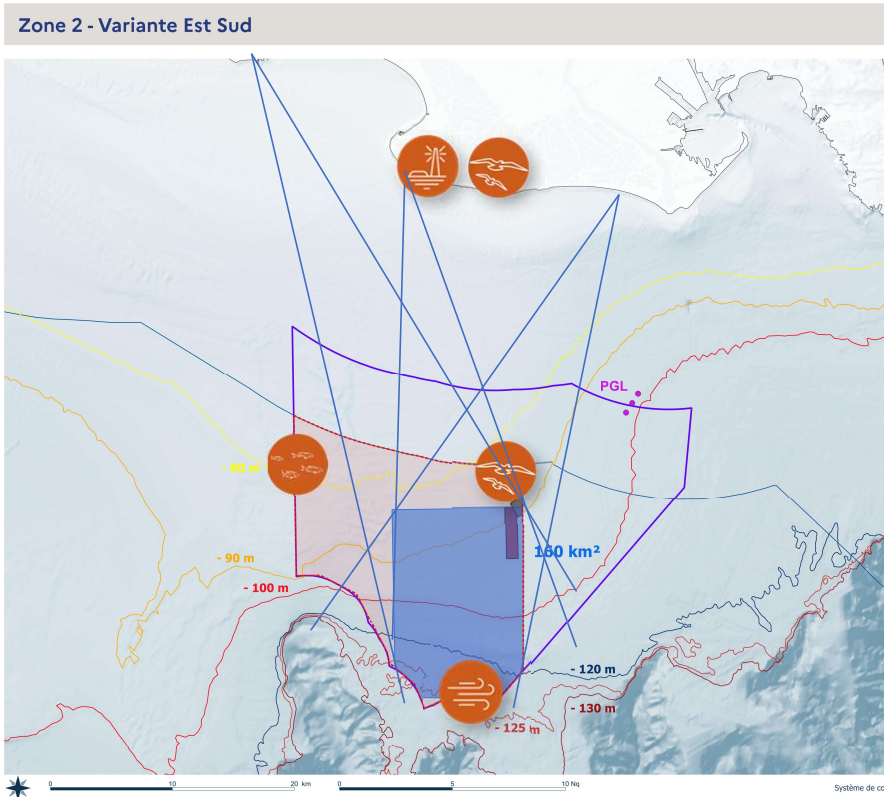 Zone 2 - Variante Est Sud
PGL
- 80 m
160 km²
- 90 m
- 100 m
- 120 m
- 130 m
- 125 m
0 10 20 km 0 5 10 Nq
Système de co